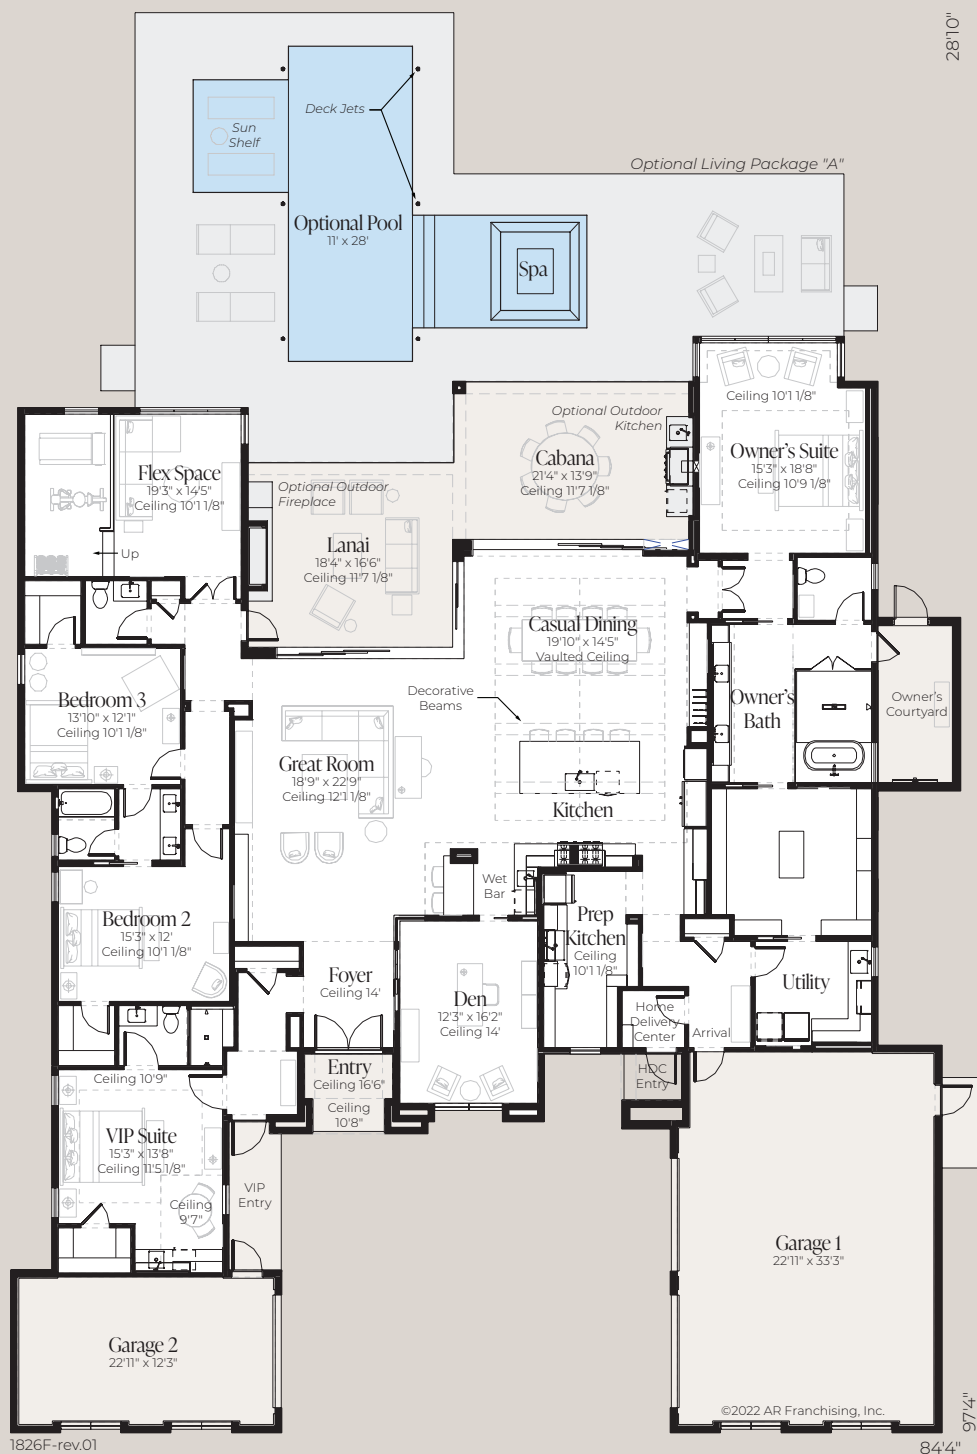 28'10"
Deck Jets
Sun
Shelf
Optional Living Package "A"
Optional Pool
11' x 28'
Spa
Ceiling 10'1 1/8"
Optional Outdoor
Kitchen
Owner's Suite
15'3" x 18'8"
Ceiling 10'9 1/8"
Cabana
21'4" x 13'9"
Ceiling 11'7 1/8"
Flex Space
19'3" x 14'5"
Ceiling 10'1 1/8"
Optional Outdoor
Fireplace
Up
Lanai
18'4" x 16'6"
Ceiling 11'7 1/8"
Casual Dining
19'10" x 14'5"
Vaulted Ceiling
Bedroom 3
13'10" x 12'1"
Ceiling 10'1 1/8"
Decorative
Beams
Owner's
Bath
Owner's
Courtyard
Great Room
18'9" x 22'9"
Ceiling 12'1 1/8"
Kitchen
Wet
Bar
Bedroom 2
15'3" x 12'
Ceiling 10'1 1/8"
Prep
Kitchen
Ceiling
10'1 1/8"
Foyer
Ceiling 14'
Den
12'3" x 16'2"
Ceiling 14'
Utility
Home
Delivery
Center
Arrival
Entry
Ceiling 16'6"
Ceiling
10'8"
HDC
Entry
Ceiling 10'9"
VIP Suite
15'3" x 13'8"
Ceiling 11'5 1/8"
Ceiling
9'7"
VIP
Entry
Garage 1
22'11" x 33'3"
Garage 2
22'11" x 12'3"
©2022 AR Franchising, Inc.
97'4"
1826F-rev.01
84'4"